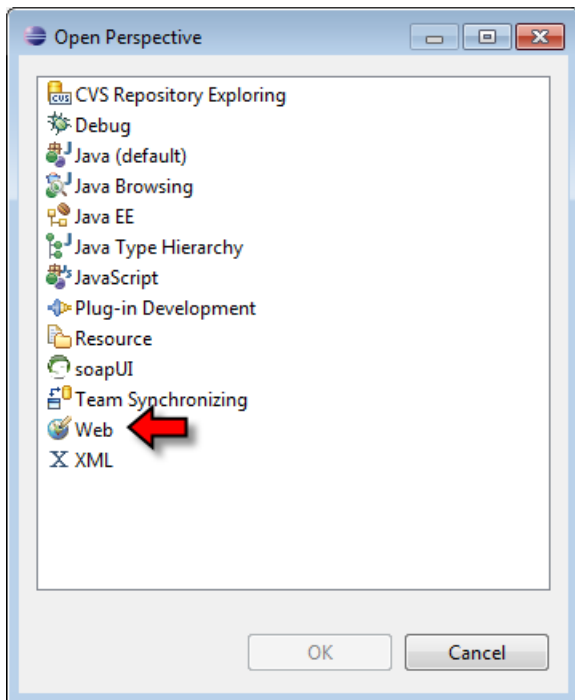 Open Perspective
CVS Repository Exploring
Debug
Java (default)
Java Browsing
Java EE
Java Type Hierarchy
JavaScript
Plug-in Development
Resource
soapUI
Team Synchronizing
Web
X XML
OK Cancel